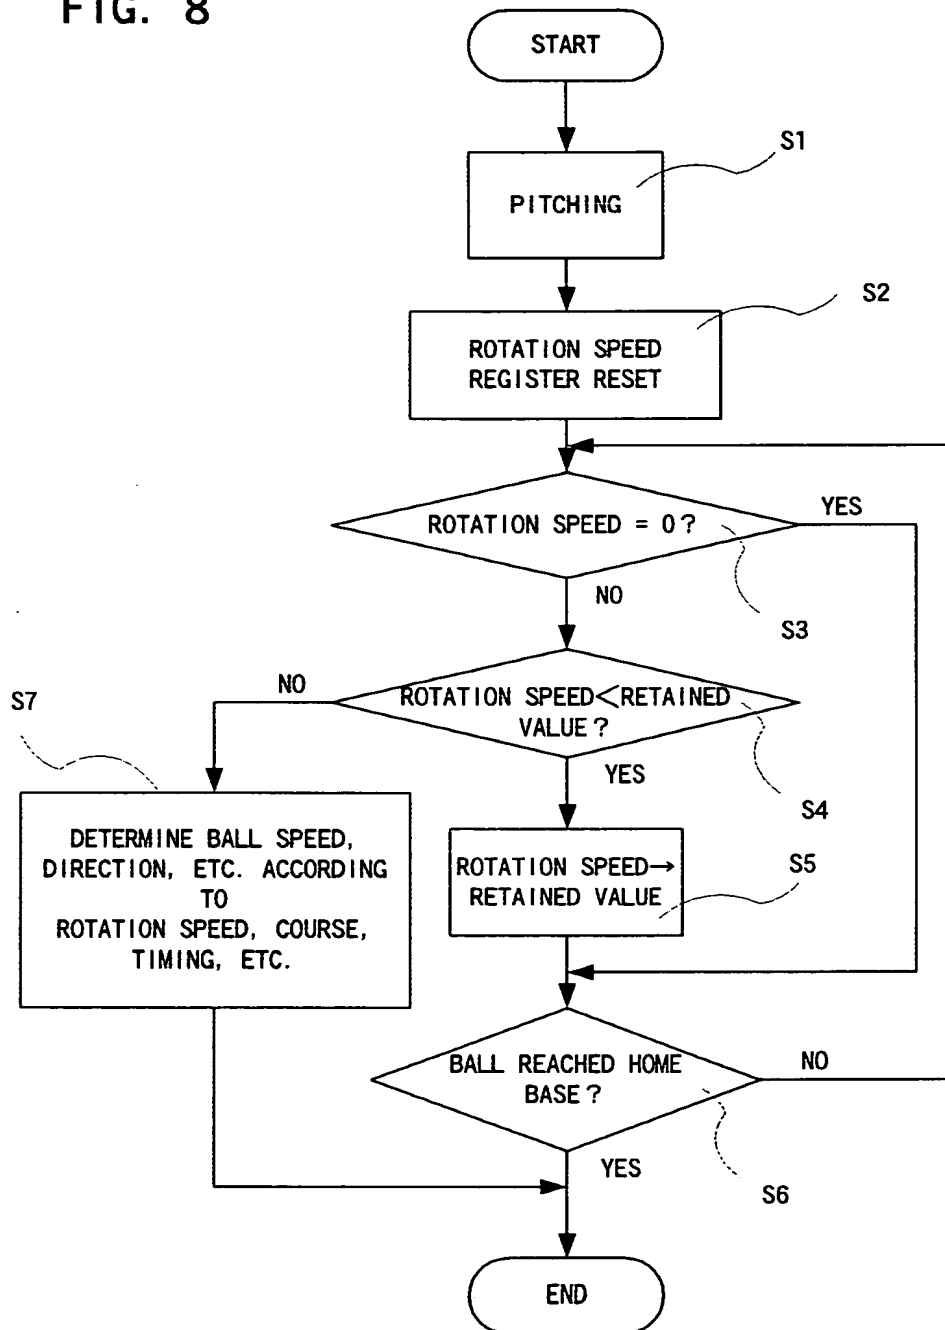 FIG. 8
START
S1
PITCHING
S2
ROTATION SPEED
REGISTER RESET
YES
ROTATION SPEED = 0?
NO
S3
S7
NO
ROTATION SPEED<RETAINED
VALUE?
YES
S4
DETERMINE BALL SPEED,
DIRECTION, ETC. ACCORDING
TO
ROTATION SPEED, COURSE,
TIMING, ETC.
ROTATION SPEED→
RETAINED VALUE
S5
BALL REACHED HOME
BASE?
NO
YES
S6
END